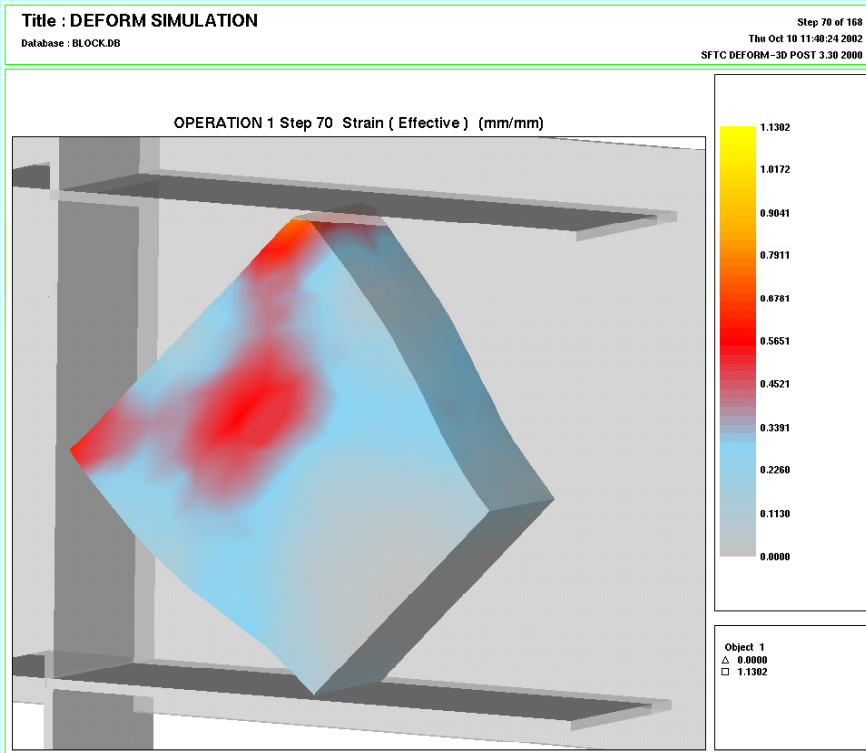 Title : DEFORM SIMULATION
Database : BLOCK.DB
Step 70 of 168
Thu Oct 10 11:40:24 2002
SFTC DEFORM-3D POST 3.30 2000
OPERATION 1 Step 70 Strain ( Effective ) (mm/mm)
1.1302
1.0172
0.9041
0.7911
0.6781
0.5651
0.4521
0.3391
0.2260
0.1130
0.0000
Object 1
△ 0.0000
□ 1.1302